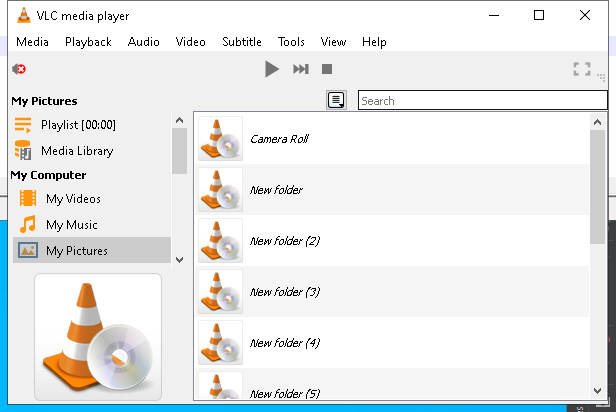 VLC media player
Media Playback Audio Video Subtitle Tools View Help
My Pictures
Search
Playlist [00:00]
Media Library
My Computer
My Videos
My Music
My Pictures
Camera Roll
New folder
New folder (2)
New folder (3)
New folder (4)
New folder (5)